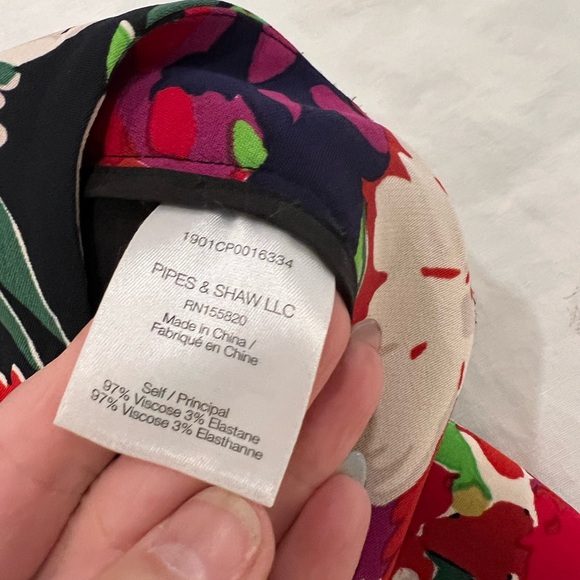 1901CP0016334
PIPES & SHAW LLC
RN155820
Made in China /
Fabriqué en Chine
Self / Principal
97% Viscose 3% Elastane
97% Viscose 3% Elasthanne